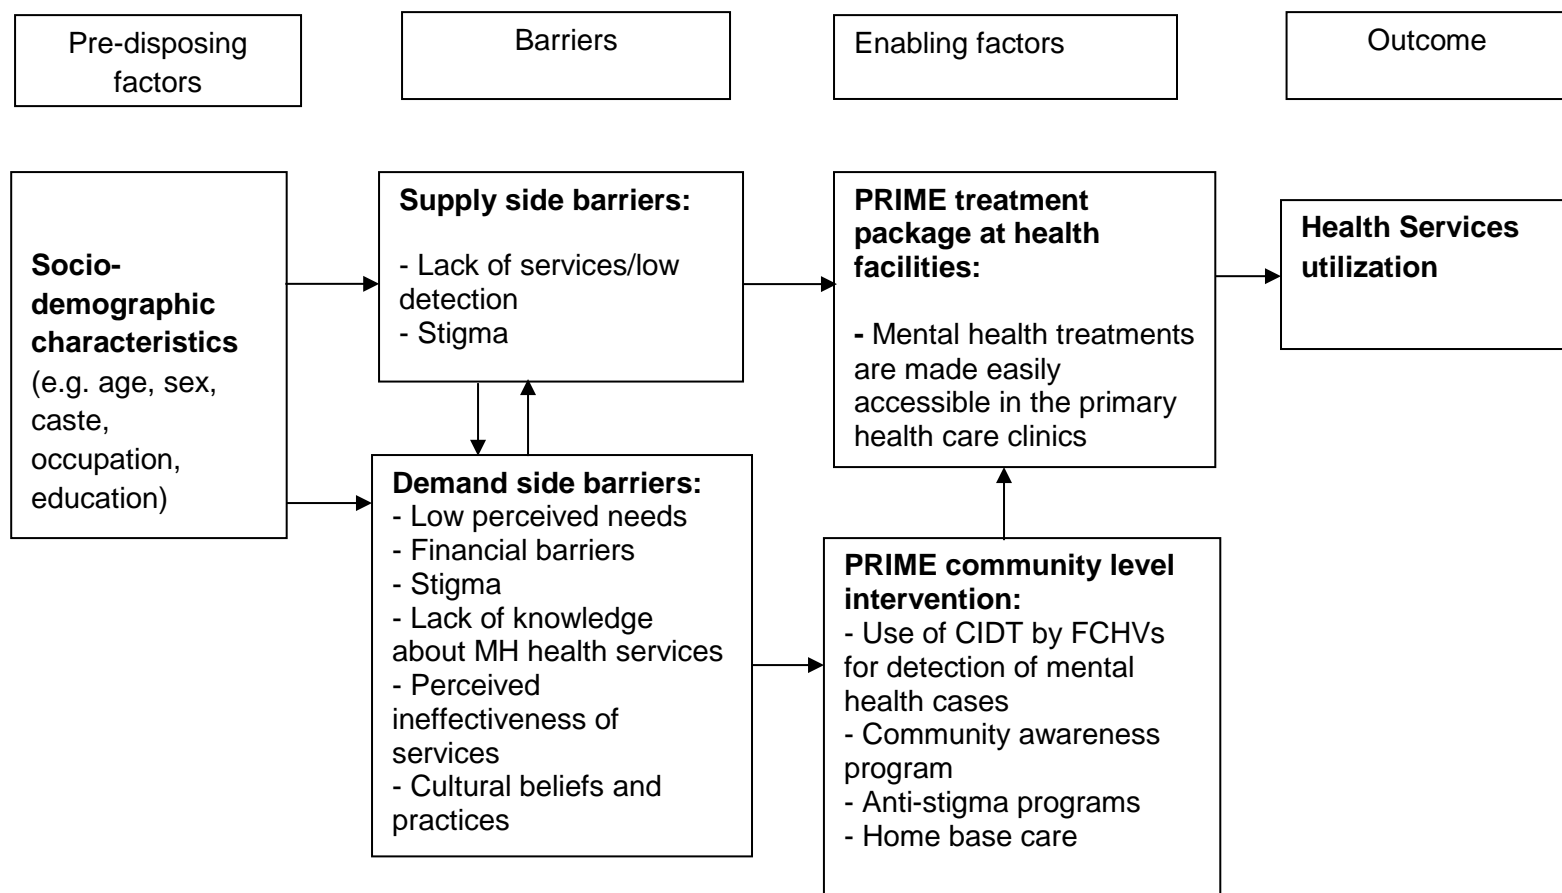 Pre-disposing
factors
Barriers
Enabling factors
Outcome
Socio-
demographic
characteristics
(e.g. age, sex,
caste,
occupation,
education)
Supply side barriers:
- Lack of services/low
detection
- Stigma
Demand side barriers:
- Low perceived needs
- Financial barriers
- Stigma
- Lack of knowledge
about MH health services
- Perceived
ineffectiveness of
services
- Cultural beliefs and
practices
PRIME treatment
package at health
facilities:
- Mental health treatments
are made easily
accessible in the primary
health care clinics
PRIME community level
intervention:
- Use of CIDT by FCHVs
for detection of mental
health cases
- Community awareness
program
- Anti-stigma programs
- Home base care
Health Services
utilization